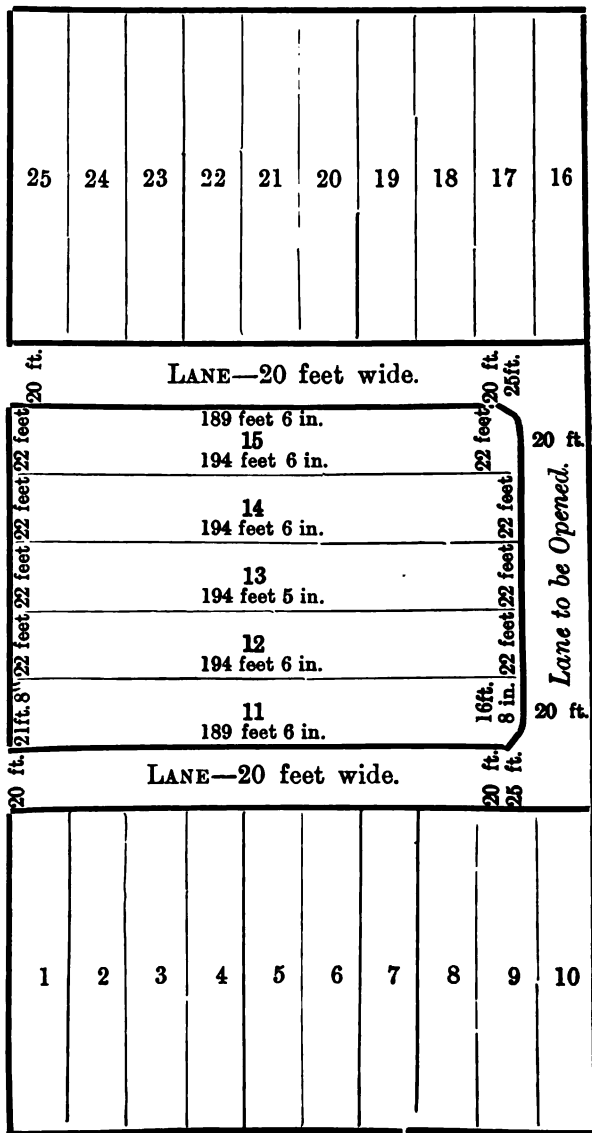 25 24 23 22 21 20 19 18 17 16
20 ft.
LANE—20 feet wide.
20 ft.
25ft.
22 feet
189 feet 6 in.
15
194 feet 6 in.
22 feet
20 ft.
22 feet
14
194 feet 6 in.
22 feet
22 feet
13
194 feet 5 in.
22 feet
Lane to be Opened.
22 feet
12
194 feet 6 in.
22 feet
21ft. 8"
11
189 feet 6 in.
16ft.
8 in.
20 ft.
20 ft.
LANE—20 feet wide.
20 ft.
25 ft.
1 2 3 4 5 6 7 8 9 10